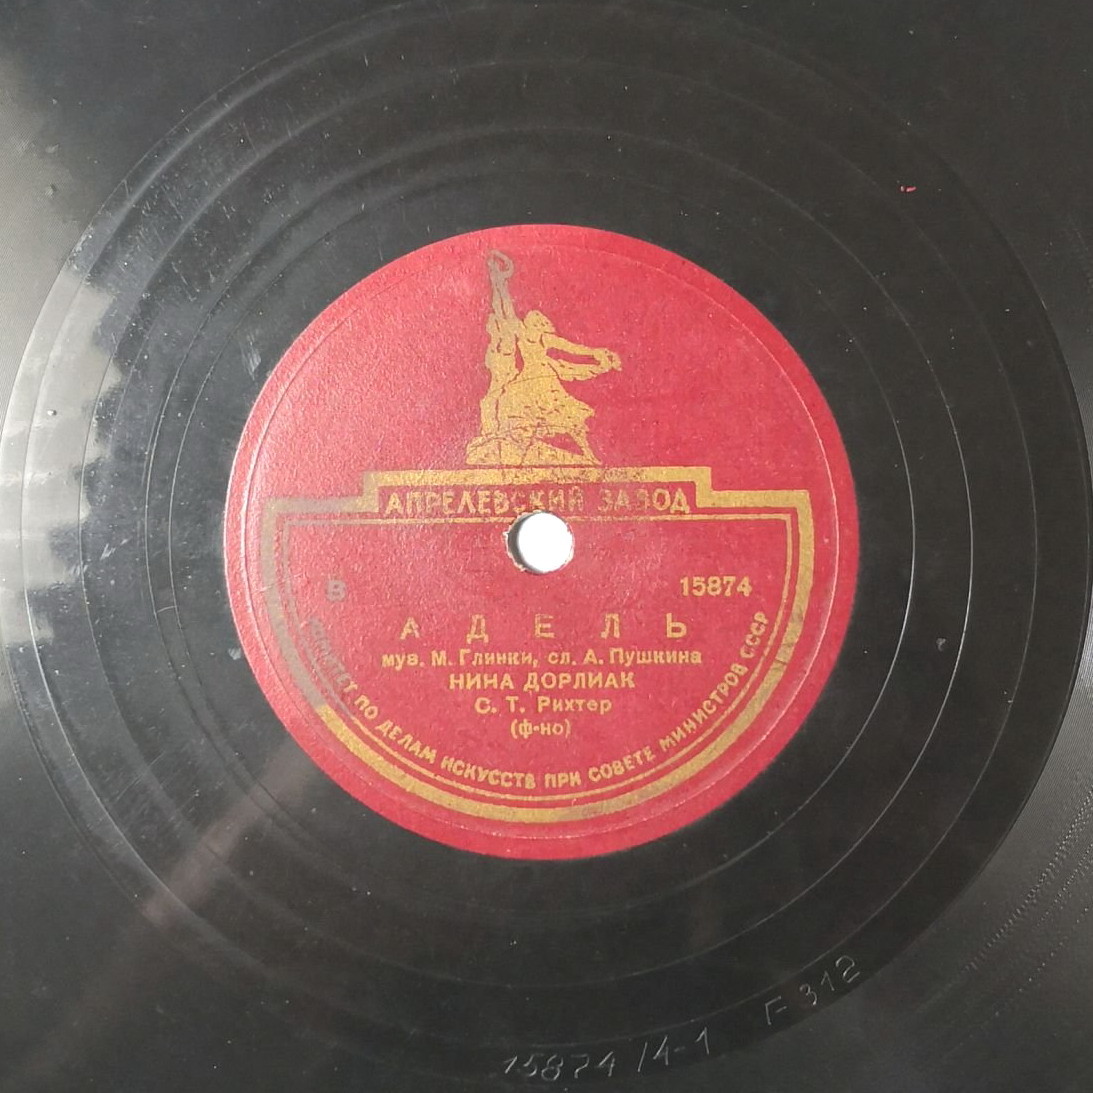 АПРЕЛЕВСКИЙ ЗАВОД
В 15874
АДЕЛЬ
муз. М. Глинки, сл. А. Пушкина
НИНА ДОРЛИАК
С. Т. Рихтер
(ф-но)
КОМИТЕТ ПО ДЕЛАМ ИСКУССТВ ПРИ СОВЕТЕ МИНИСТРОВ СССР
15874 /4-1 F 312